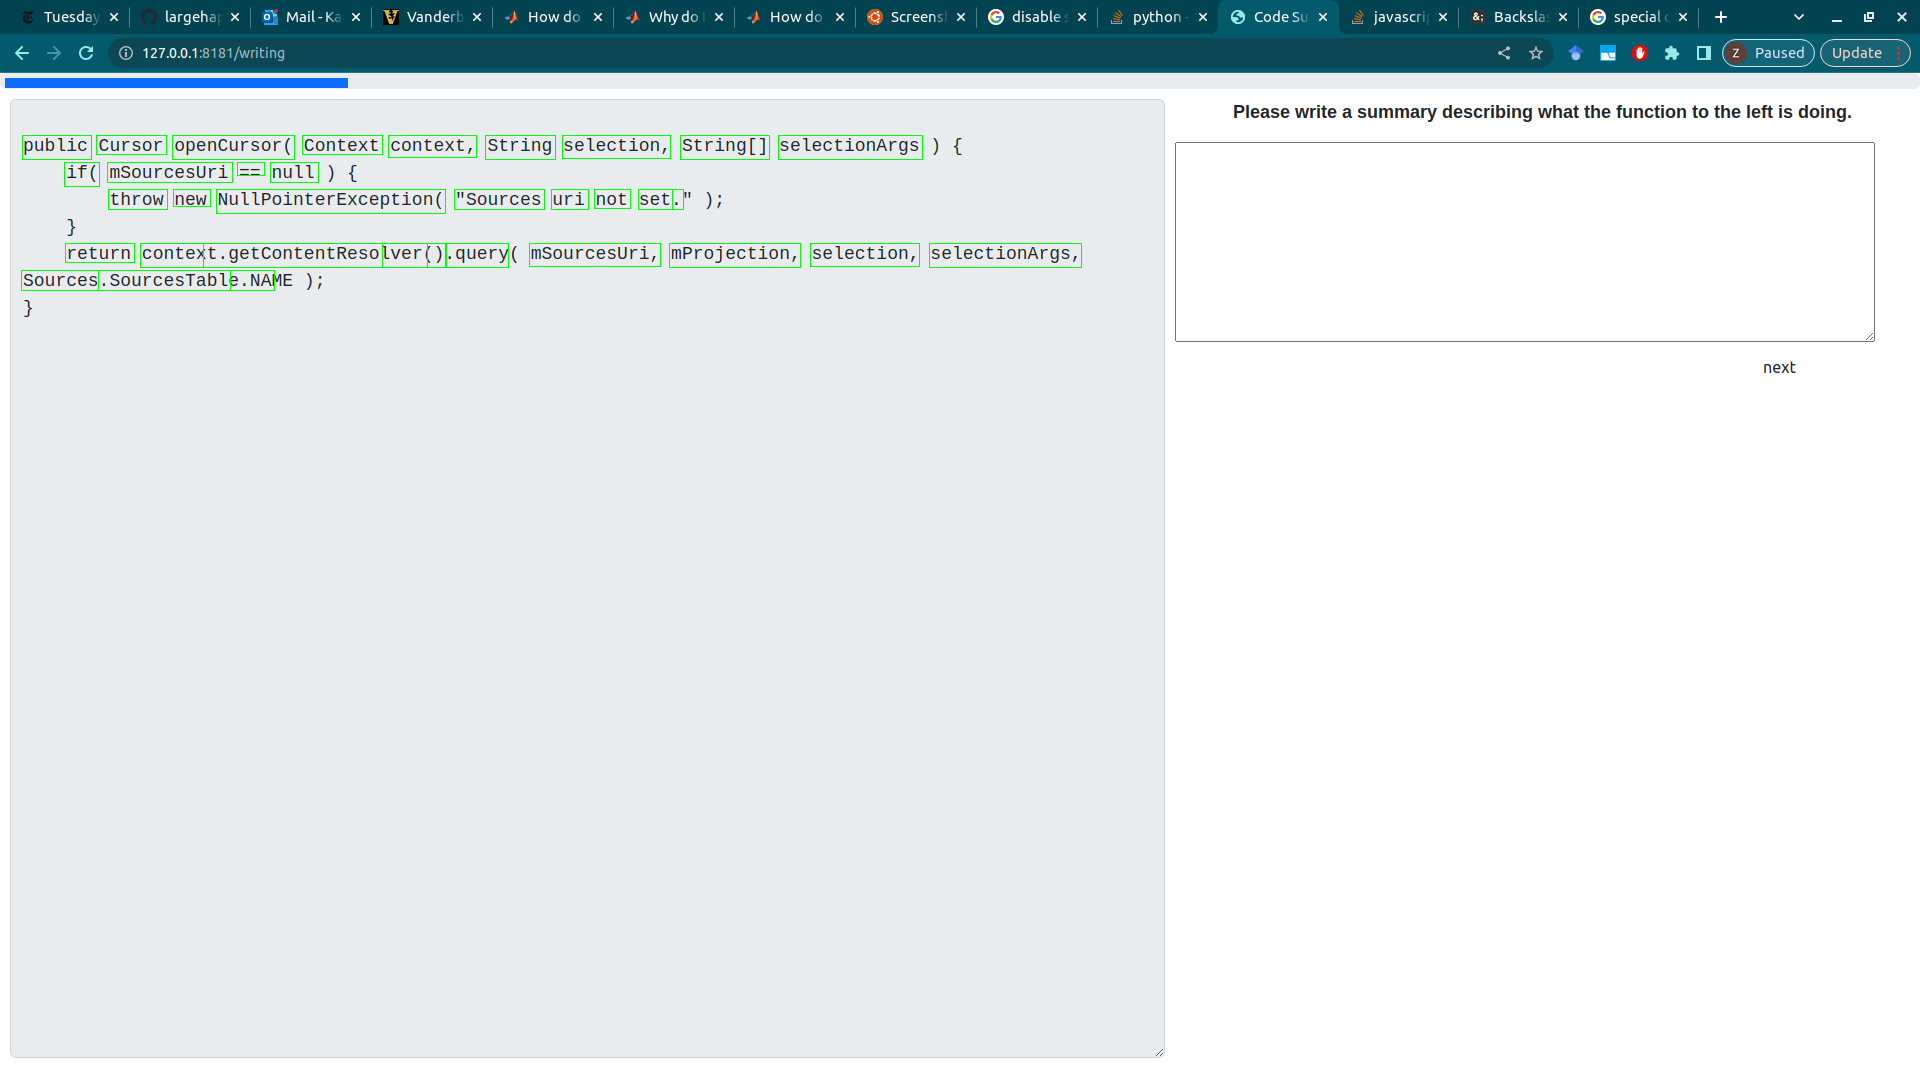 Tuesday
largehap
Mail - Ka
Vanderb
How do
Why do
How do
Screens
disable s
python -
Code Su
javascrip
Backsla
special c
127.0.0.1:8181/writing
Z Paused
Update
Please write a summary describing what the function to the left is doing.
public Cursor openCursor( Context context, String selection, String[] selectionArgs ) {
if( mSourcesUri == null ) {
throw new NullPointerException( "Sources uri not set." );
}
return context.getContentResolver().query( mSourcesUri, mProjection, selection, selectionArgs,
Sources.SourcesTable.NAME );
}
next